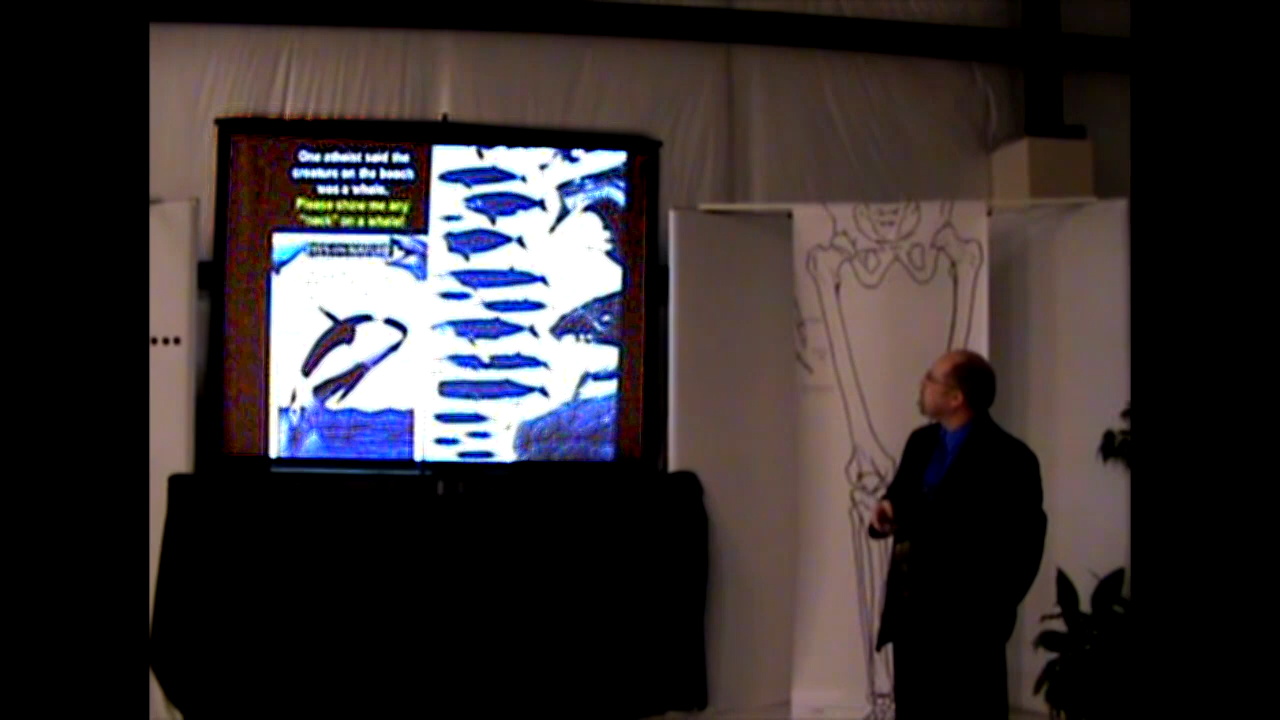 One atheist said the
creature on the beach
was a whale.
Please show me any
"neck" on a whale!